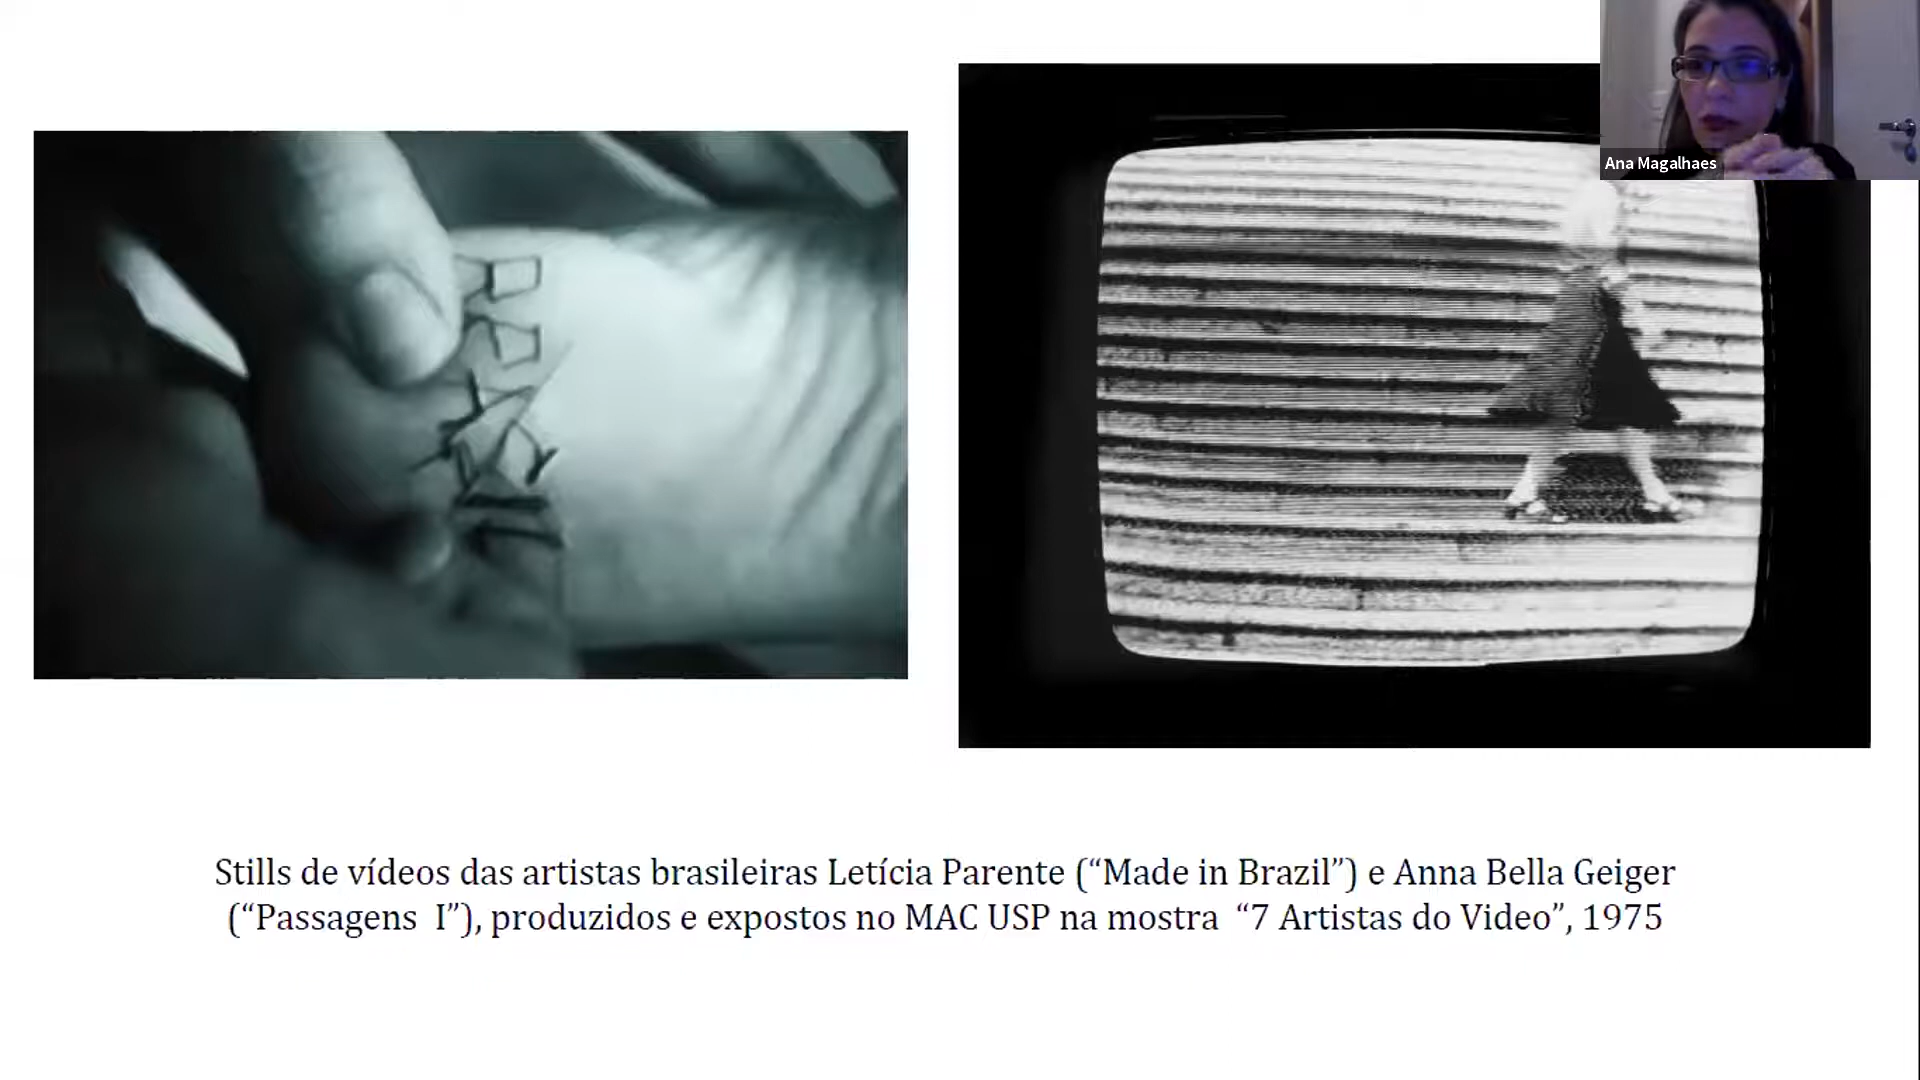 Ana Magalhaes
Stills de vídeos das artistas brasileiras Letícia Parente (“Made in Brazil”) e Anna Bella Geiger
(“Passagens I”), produzidos e expostos no MAC USP na mostra “7 Artistas do Video”, 1975